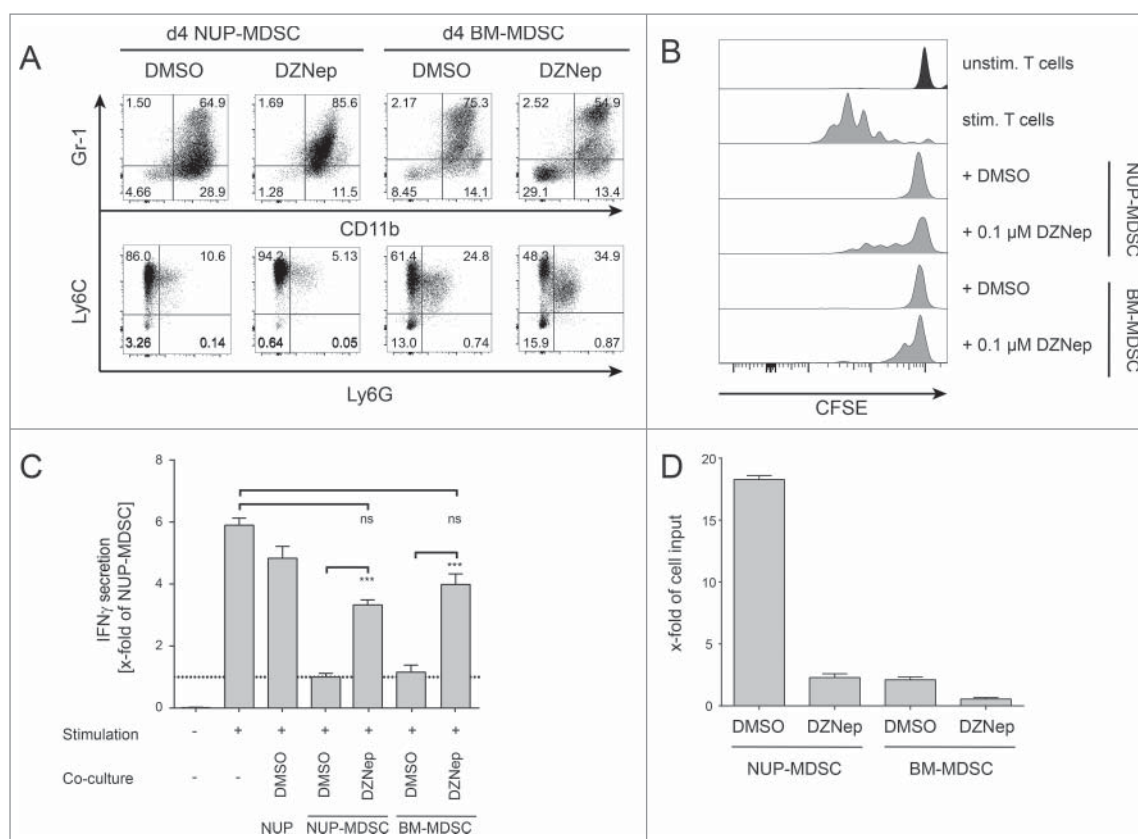 A
d4 NUP-MDSC
d4 BM-MDSC
DMSO
DZNep
DMSO
DZNep
Gr-1
1.50 64.9
4.66 28.9
1.69 85.6
1.28 11.5
2.17 75.3
8.45 14.1
2.52 54.9
29.1 13.4
CD11b
Ly6C
86.0 10.6
3.26 0.14
94.2 5.13
0.64 0.05
61.4 24.8
13.0 0.74
48.3 34.9
15.9 0.87
Ly6G
B
unstim. T cells
stim. T cells
+ DMSO
+ 0.1 µM DZNep
NUP-MDSC
+ DMSO
+ 0.1 µM DZNep
BM-MDSC
CFSE
C
IFNγ secretion
[x-fold of NUP-MDSC]
8
6
4
2
0
ns
ns
***
***
Stimulation - + + + + + +
Co-culture - - DMSO DMSO DZNep DMSO DZNep
NUP NUP-MDSC BM-MDSC
D
x-fold of cell input
20
15
10
5
0
DMSO DZNep DMSO DZNep
NUP-MDSC BM-MDSC